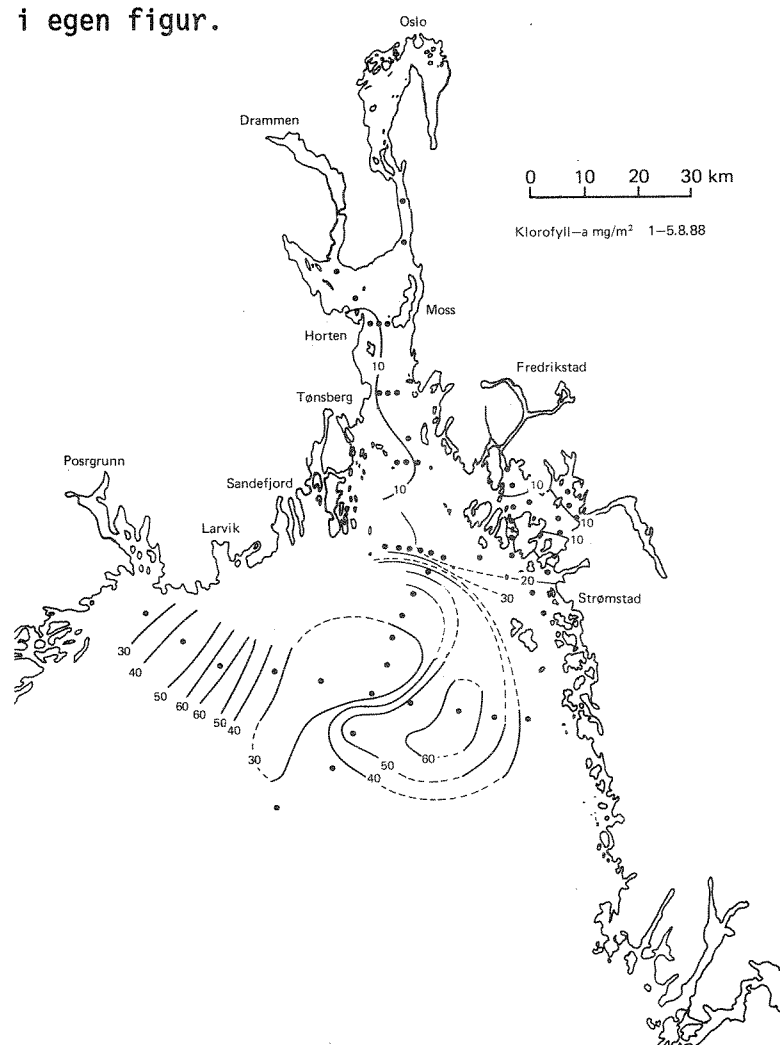 i egen figur.
Oslo
Drammen
0 10 20 30 km
Klorofyll–a mg/m² 1–5.8.88
Moss
Horten
10
Fredrikstad
Tønsberg
Posrgrunn
Sandefjord
10
10
Larvik
10
10
20
30
Strømstad
30
40
50
60
60
50
40
30
60
50
40